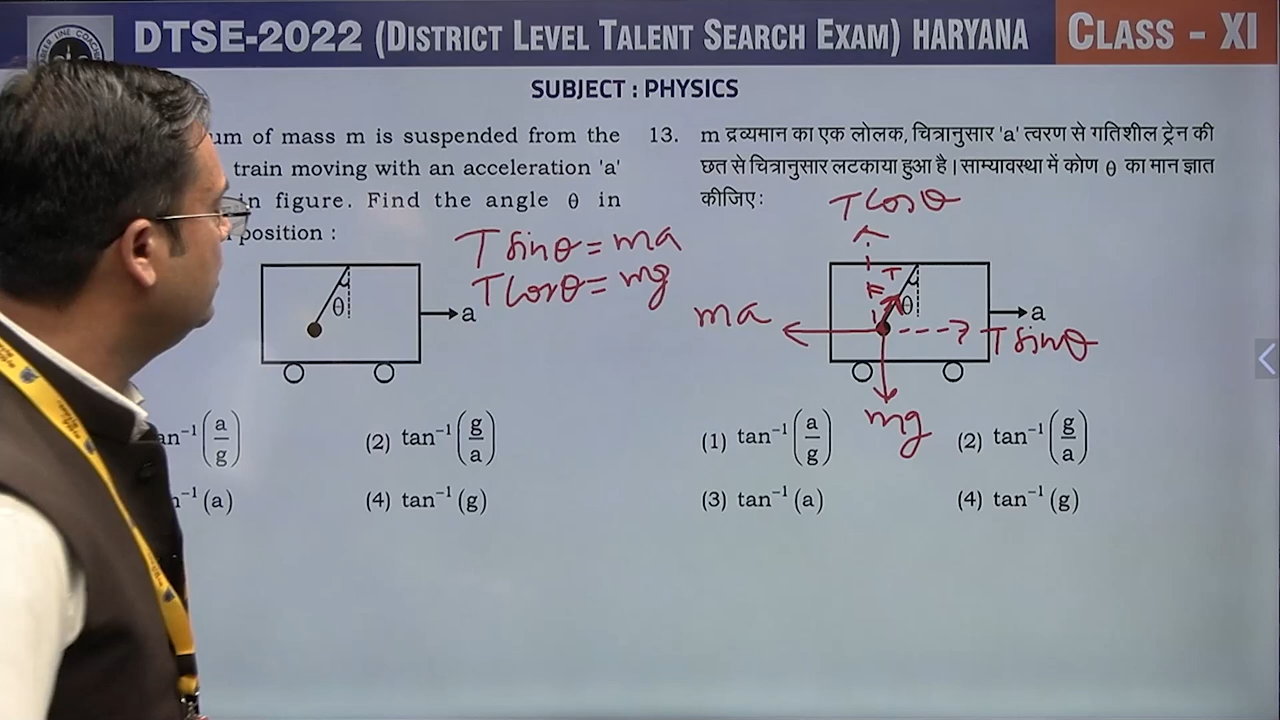 DTSE-2022 (DISTRICT LEVEL TALENT SEARCH EXAM) HARYANA
CLASS - XI
SUBJECT : PHYSICS
of mass m is suspended from the
train moving with an acceleration 'a'
in figure. Find the angle θ in
position :
T sinθ = ma
T cosθ = mg
θ
a
(a/g)
(2) tan⁻¹(g/a)
⁻¹(a)
(4) tan⁻¹(g)
13. m द्रव्यमान का एक लोलक, चित्रानुसार 'a' त्वरण से गतिशील ट्रेन की
छत से चित्रानुसार लटकाया हुआ है। साम्यावस्था में कोण θ का मान ज्ञात
कीजिए:
T cosθ
T
θ
ma
a
T sinθ
mg
(1) tan⁻¹(a/g)
(2) tan⁻¹(g/a)
(3) tan⁻¹(a)
(4) tan⁻¹(g)